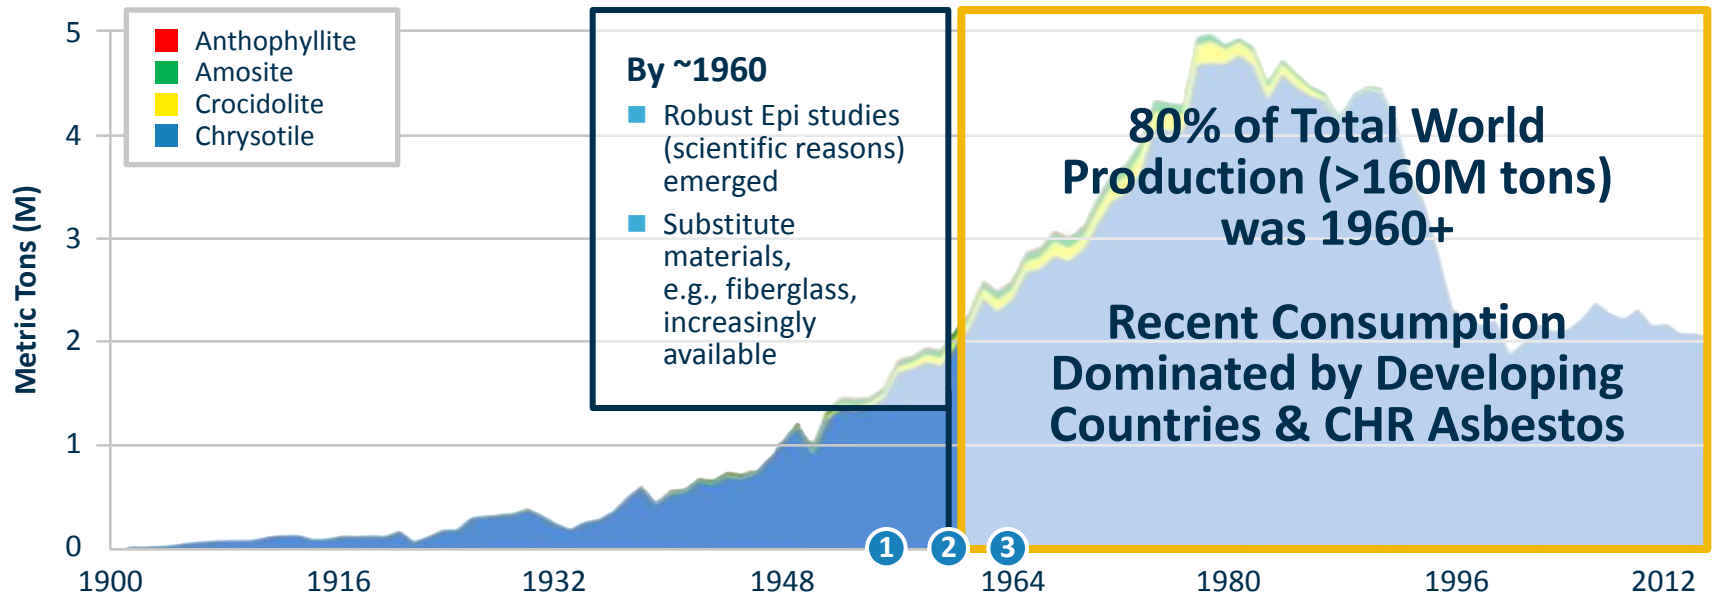 Metric Tons (M)
5
4
3
2
1
0
Anthophyllite
Amosite
Crocidolite
Chrysotile
By ~1960
Robust Epi studies
(scientific reasons)
emerged
Substitute
materials,
e.g., fiberglass,
increasingly
available
80% of Total World
Production (>160M tons)
was 1960+
Recent Consumption
Dominated by Developing
Countries & CHR Asbestos
1 2 3
1900 1916 1932 1948 1964 1980 1996 2012